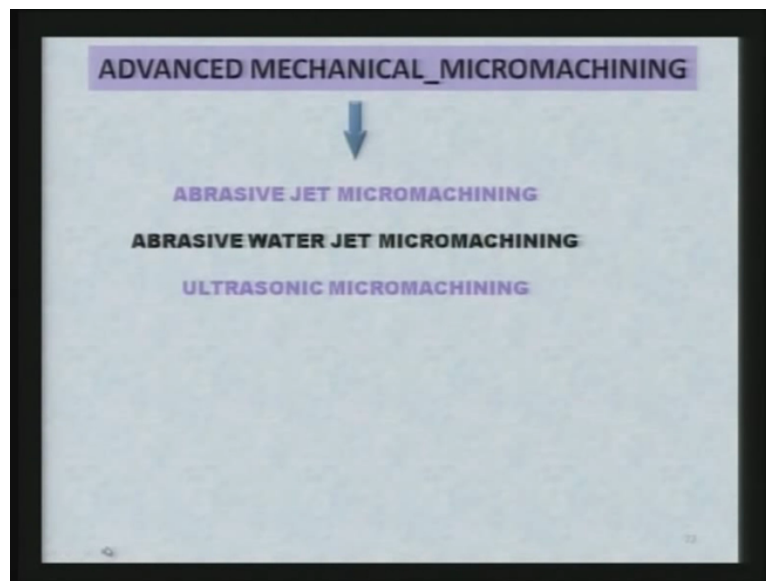 ADVANCED MECHANICAL_MICROMACHINING
ABRASIVE JET MICROMACHINING
ABRASIVE WATER JET MICROMACHINING
ULTRASONIC MICROMACHINING